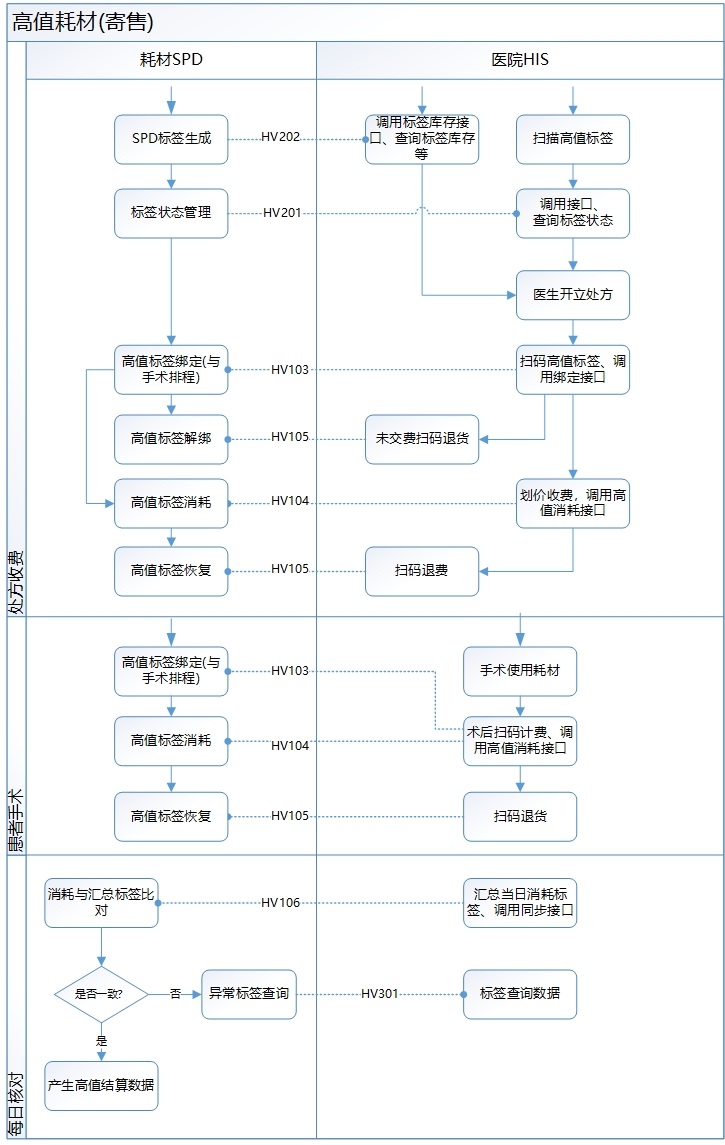 高值耗材(寄售)
耗材SPD
医院HIS
处方收费
SPD标签生成
HV202
调用标签库存接
口、查询标签库存
等
扫描高值标签
标签状态管理
HV201
调用接口、
查询标签状态
医生开立处方
高值标签绑定(与
手术排程)
HV103
扫码高值标签、调
用绑定接口
高值标签解绑
HV105
未交费扫码退货
高值标签消耗
HV104
划价收费，调用高
值消耗接口
高值标签恢复
HV105
扫码退费
患者手术
高值标签绑定(与
手术排程)
HV103
手术使用耗材
高值标签消耗
HV104
术后扫码计费、调
用高值消耗接口
高值标签恢复
HV105
扫码退货
每日核对
消耗与汇总标签比
对
HV106
汇总当日消耗标
签、调用同步接口
是否一致?
否
异常标签查询
HV301
标签查询数据
是
产生高值结算数据